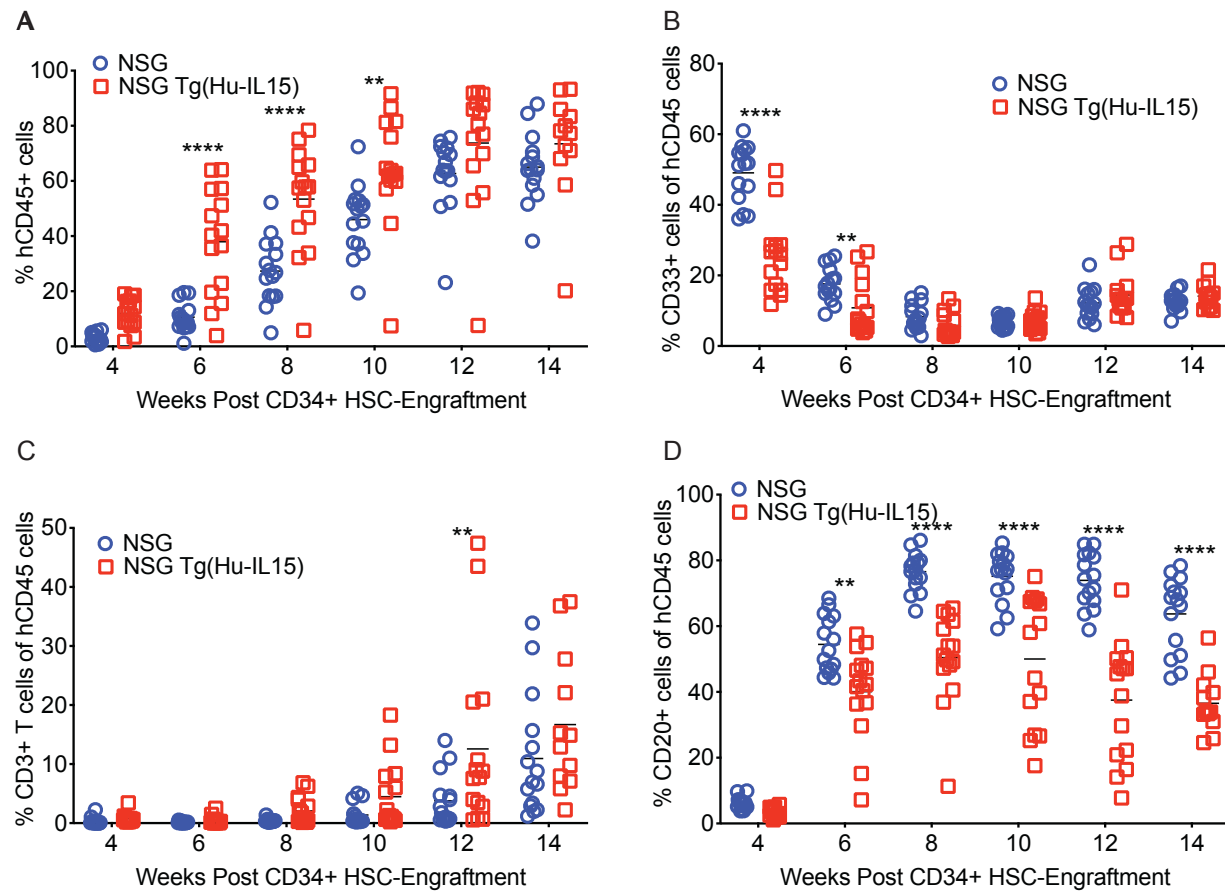 A
NSG
NSG Tg(Hu-IL15)
% hCD45+ cells
100
80
60
40
20
0
****
****
**
4 6 8 10 12 14
Weeks Post CD34+ HSC-Engraftment
B
NSG
NSG Tg(Hu-IL15)
% CD33+ cells of hCD45 cells
80
60
40
20
0
****
**
4 6 8 10 12 14
Weeks Post CD34+ HSC-Engraftment
C
NSG
NSG Tg(Hu-IL15)
% CD3+ T cells of hCD45 cells
50
40
30
20
10
0
**
4 6 8 10 12 14
Weeks Post CD34+ HSC-Engraftment
D
NSG
NSG Tg(Hu-IL15)
% CD20+ cells of hCD45 cells
100
80
60
40
20
0
**
****
****
****
****
4 6 8 10 12 14
Weeks Post CD34+ HSC-Engraftment